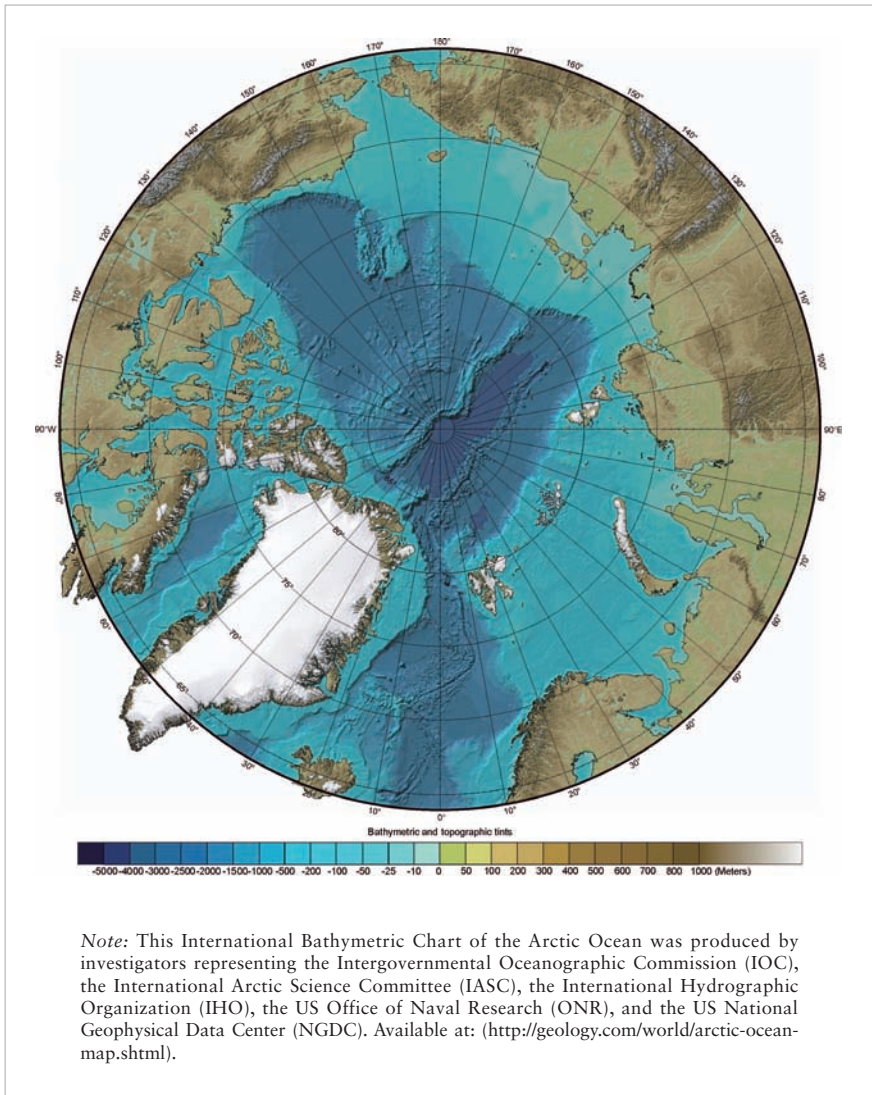 180°
170° 170°
160° 160°
150° 150°
140° 140°
130° 130°
120° 120°
110° 110°
100° 100°
90°W 90°E
80° 80°
80°
70°
75°
60° 60°
70°
50°
65°
40°
30° 30°
20°
10° 10°
0°
Bathymetric and topographic tints
-5000 -4000 -3000 -2500 -2000 -1500 -1000 -500 -200 -100 -50 -25 -10 0 50 100 200 300 400 500 600 700 800 1000 (Meters)
Note: This International Bathymetric Chart of the Arctic Ocean was produced by
investigators representing the Intergovernmental Oceanographic Commission (IOC),
the International Arctic Science Committee (IASC), the International Hydrographic
Organization (IHO), the US Office of Naval Research (ONR), and the US National
Geophysical Data Center (NGDC). Available at: (http://geology.com/world/arctic-ocean-
map.shtml).